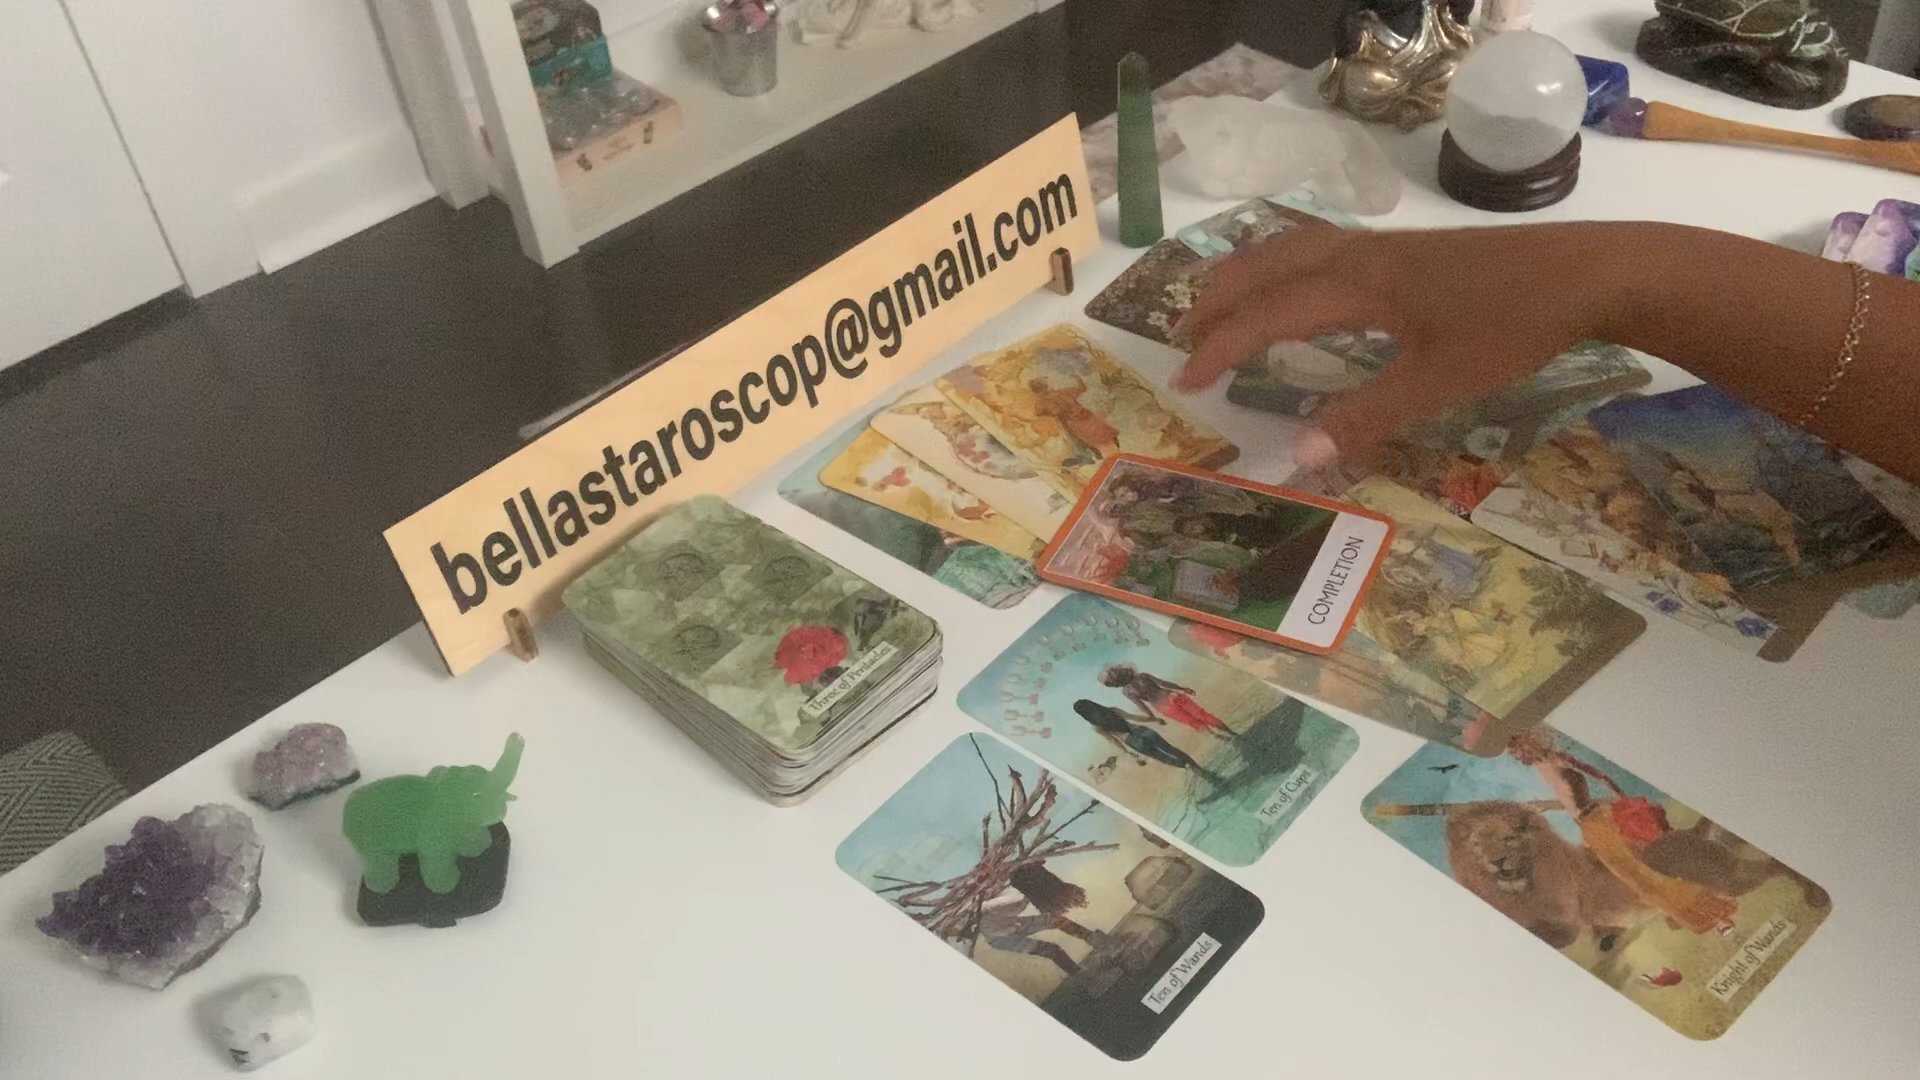 bellastaroscop@gmail.com
COMPLETION
Three of Pentacles
Ten of Cups
Ten of Wands
Knight of Wands